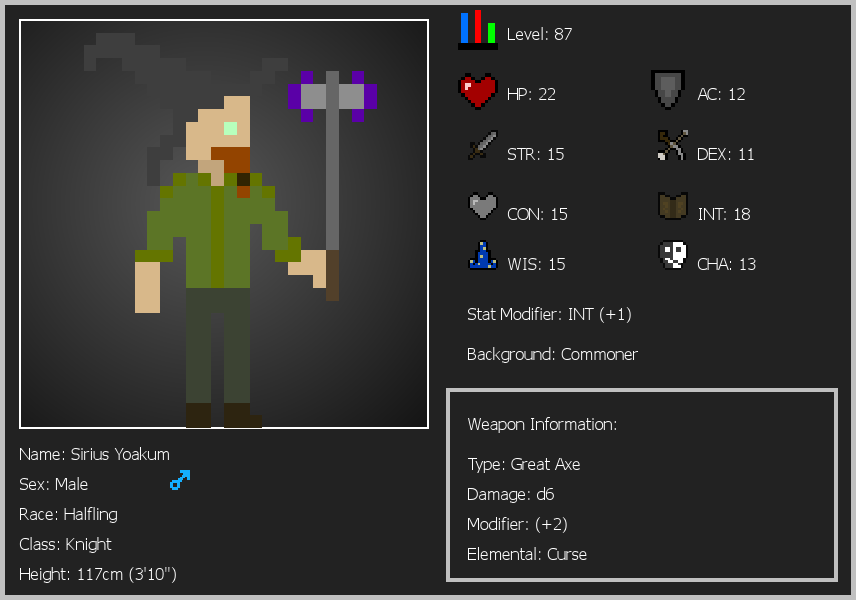 Level: 87
HP: 22
AC: 12
STR: 15
DEX: 11
CON: 15
INT: 18
WIS: 15
CHA: 13
Stat Modifier: INT (+1)
Background: Commoner
Weapon Information:
Type: Great Axe
Damage: d6
Modifier: (+2)
Elemental: Curse
Name: Sirius Yoakum
Sex: Male
Race: Halfling
Class: Knight
Height: 117cm (3'10")